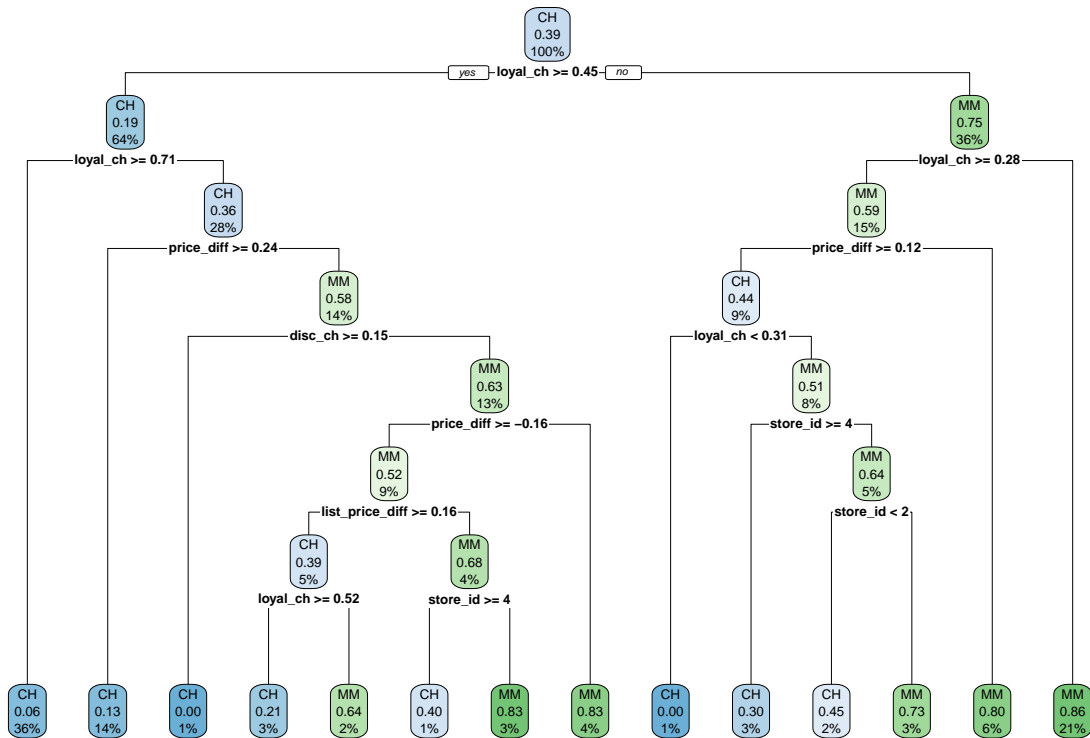 CH
0.39
100%
yes loyal_ch >= 0.45 no
CH
0.19
64%
loyal_ch >= 0.71
MM
0.75
36%
loyal_ch >= 0.28
CH
0.36
28%
price_diff >= 0.24
MM
0.59
15%
price_diff >= 0.12
MM
0.58
14%
disc_ch >= 0.15
CH
0.44
9%
loyal_ch < 0.31
MM
0.63
13%
price_diff >= −0.16
MM
0.51
8%
store_id >= 4
MM
0.52
9%
list_price_diff >= 0.16
MM
0.64
5%
store_id < 2
CH
0.39
5%
loyal_ch >= 0.52
MM
0.68
4%
store_id >= 4
CH
0.06
36%
CH
0.13
14%
CH
0.00
1%
CH
0.21
3%
MM
0.64
2%
CH
0.40
1%
MM
0.83
3%
MM
0.83
4%
CH
0.00
1%
CH
0.30
3%
CH
0.45
2%
MM
0.73
3%
MM
0.80
6%
MM
0.86
21%